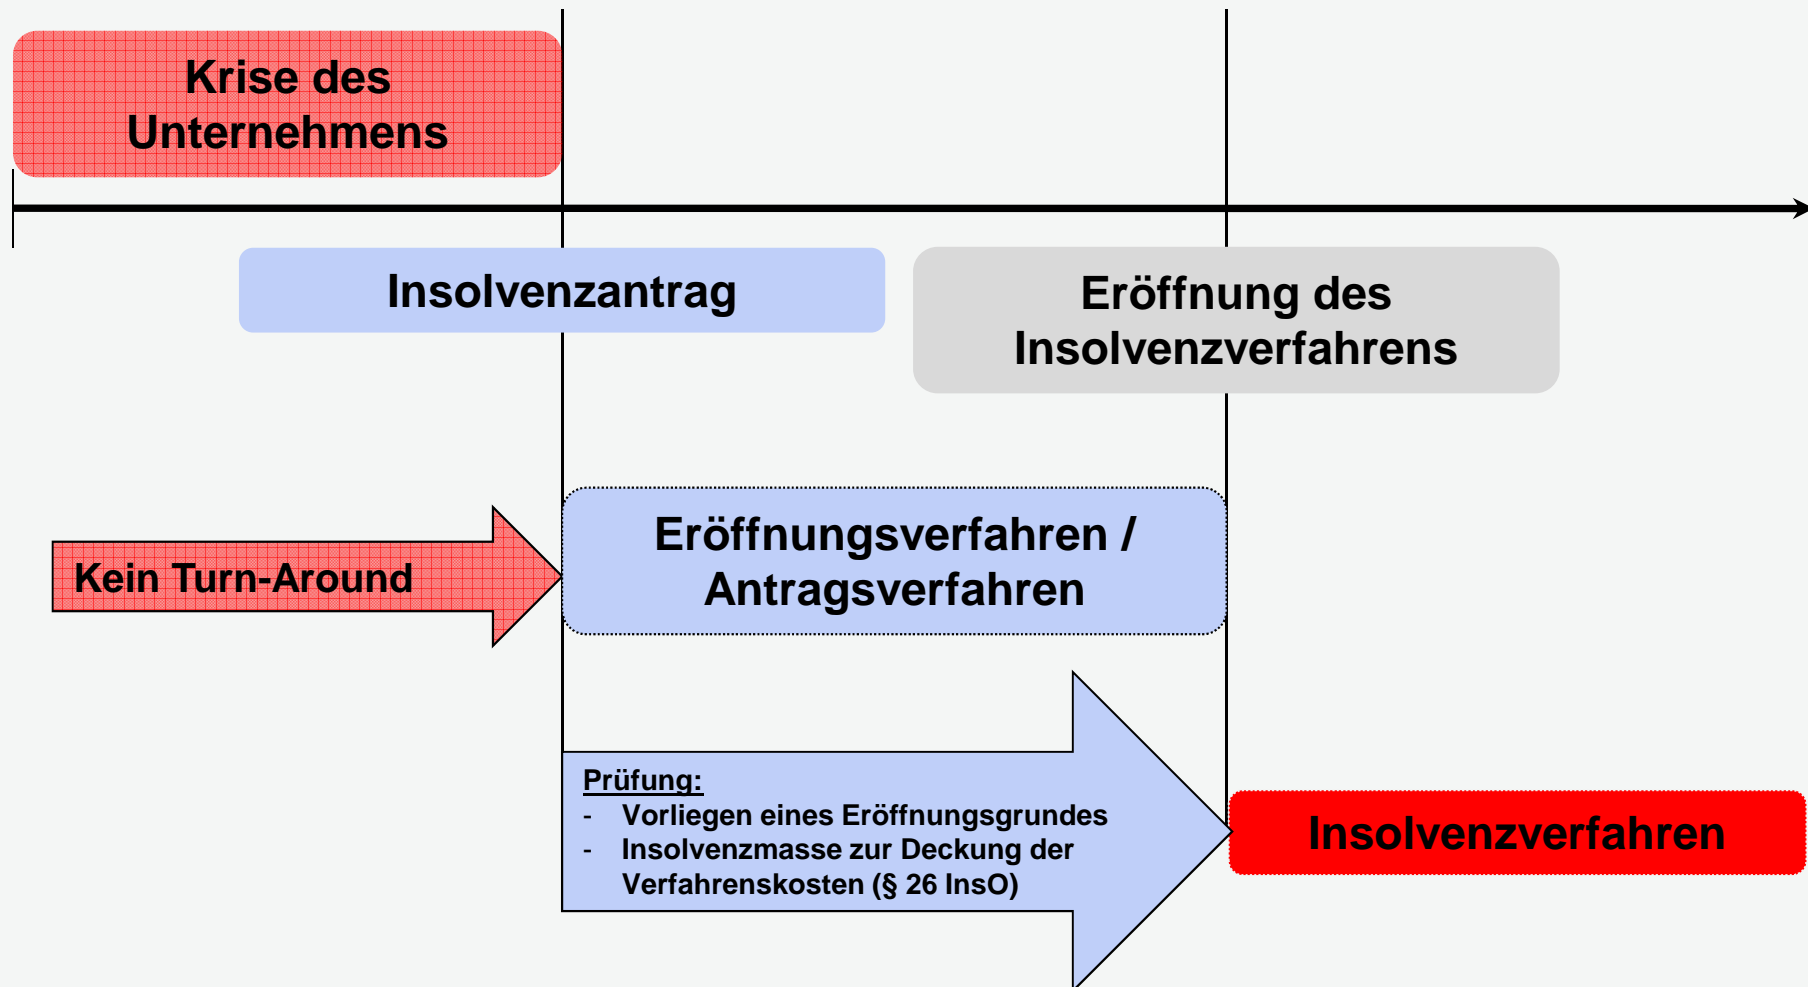 Krise des
Unternehmens
Insolvenzantrag
Eröffnung des
Insolvenzverfahrens
Kein Turn-Around
Eröffnungsverfahren /
Antragsverfahren
Prüfung:
- Vorliegen eines Eröffnungsgrundes
- Insolvenzmasse zur Deckung der
Verfahrenskosten (§ 26 InsO)
Insolvenzverfahren